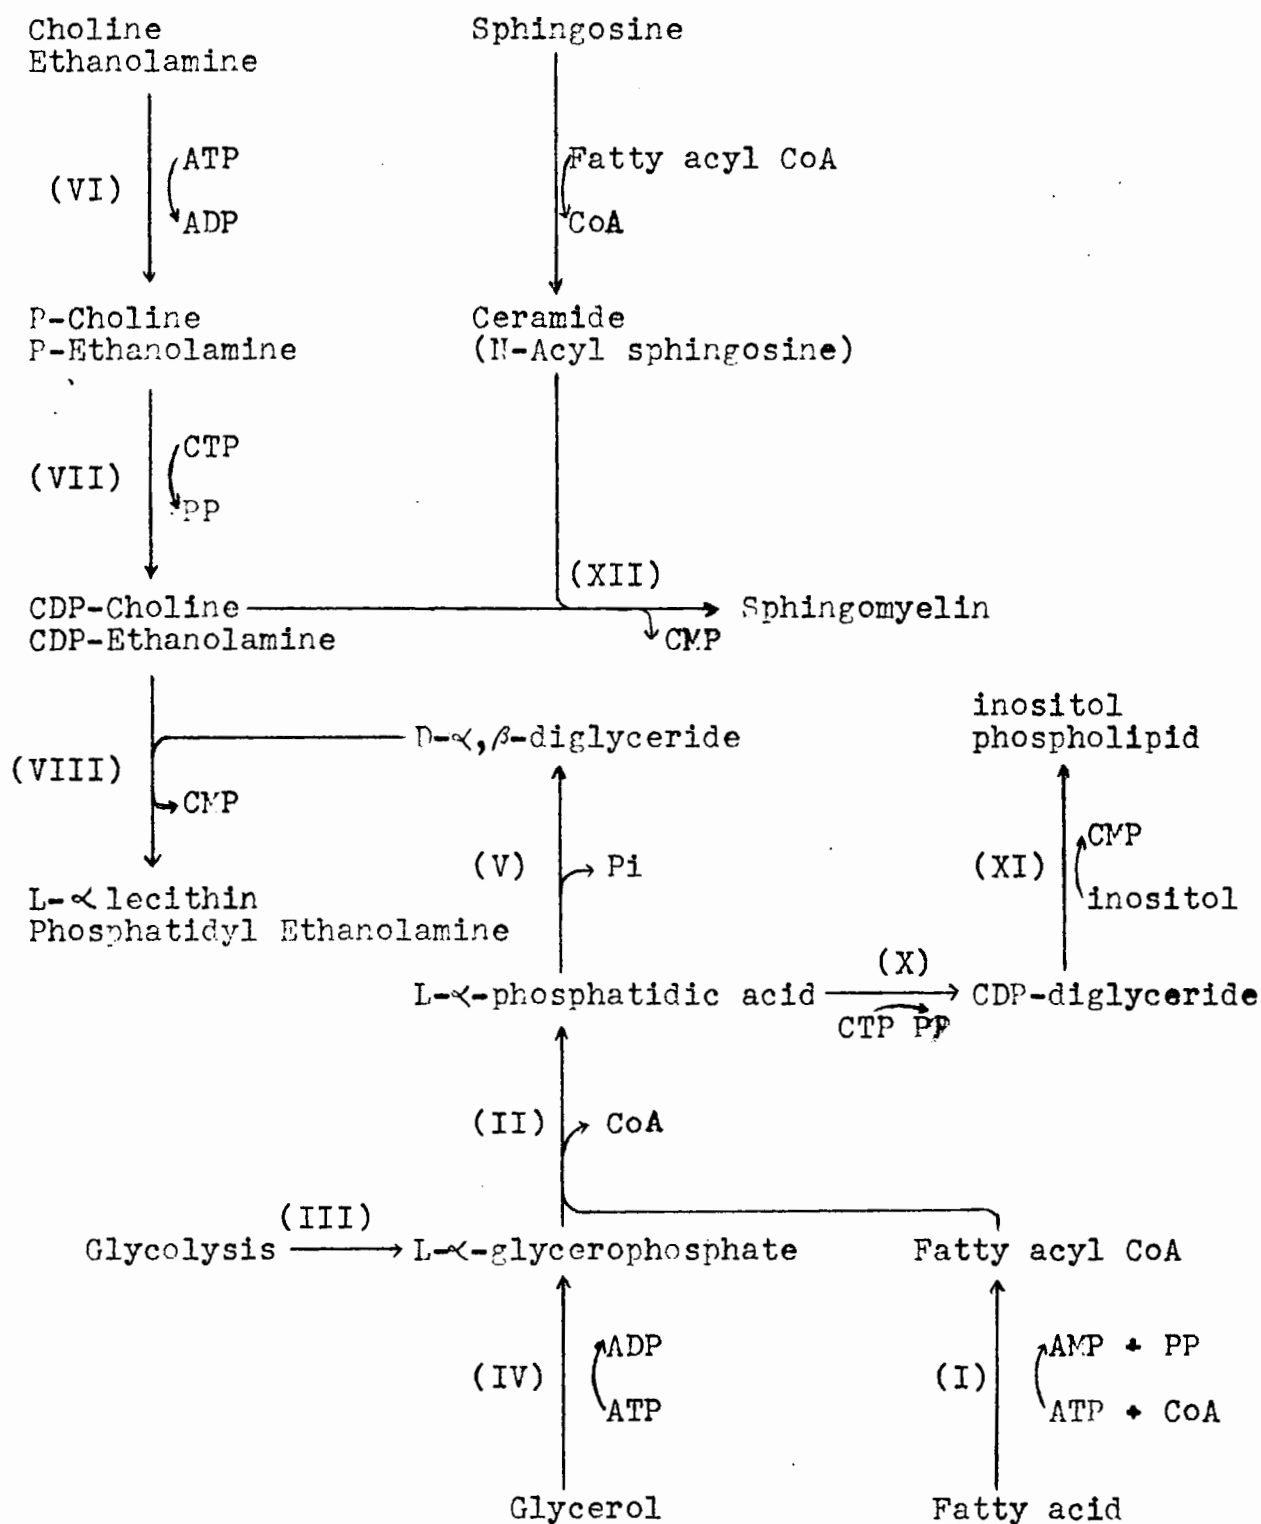 Choline
Ethanolamine
Sphingosine
(VI)
ATP
ADP
Fatty acyl CoA
CoA
P-Choline
P-Ethanolamine
Ceramide
(N-Acyl sphingosine)
(VII)
CTP
PP
(XII)
CDP-Choline
CDP-Ethanolamine
Sphingomyelin
CMP
inositol
phospholipid
D-∝,β-diglyceride
(VIII)
CMP
(V)
Pi
(XI)
CMP
inositol
L-∝ lecithin
Phosphatidyl Ethanolamine
(X)
L-∝-phosphatidic acid
CDP-diglyceride
CTP PP
(II)
CoA
(III)
Glycolysis
L-∝-glycerophosphate
Fatty acyl CoA
(IV)
ADP
ATP
(I)
AMP + PP
ATP + CoA
Glycerol
Fatty acid